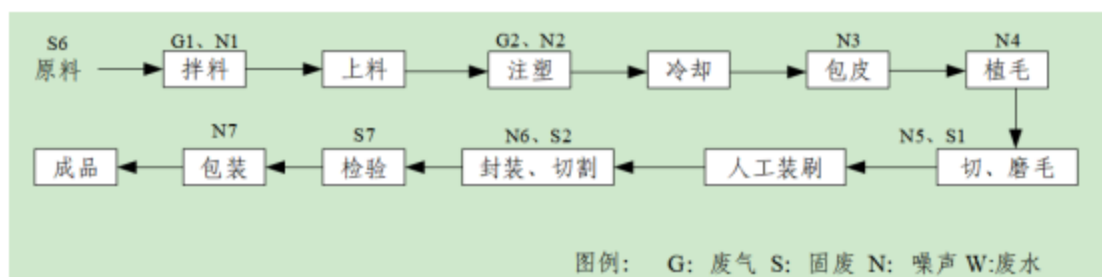 S6 G1、N1 G2、N2 N3 N4
原料 拌料 上料 注塑 冷却 包皮 植毛
N7 S7 N6、S2 N5、S1
成品 包装 检验 封装、切割 人工装刷 切、磨毛
图例： G：废气 S：固废 N：噪声 W:废水